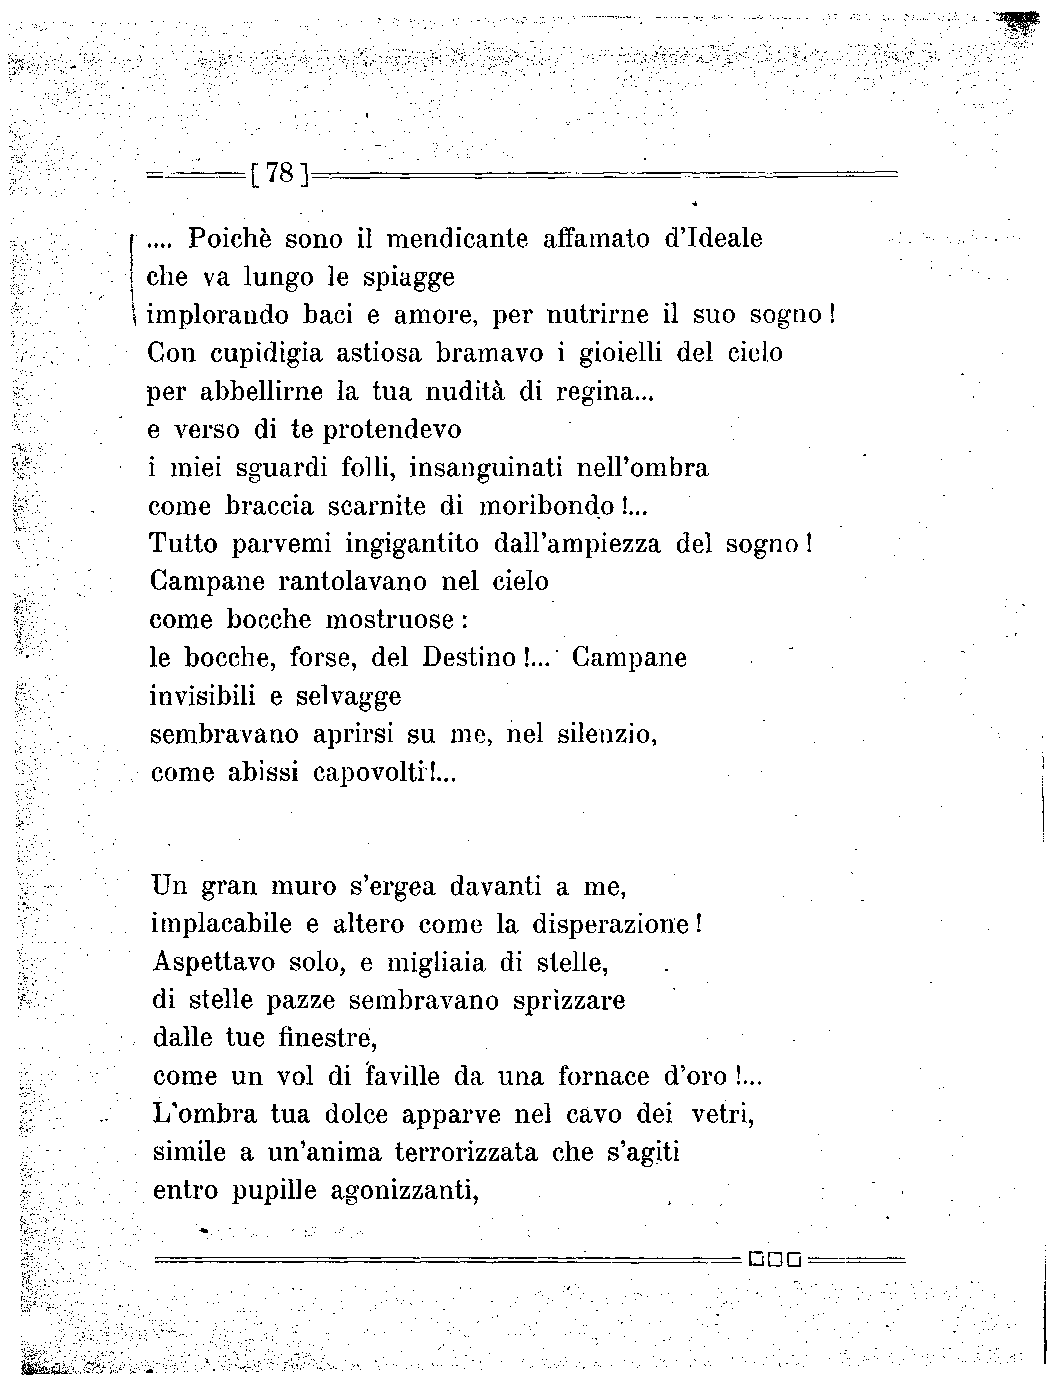 [ 78 ]
.... Poichè sono il mendicante affamato d'Ideale
che va lungo le spiagge
implorando baci e amore, per nutrirne il suo sogno !
Con cupidigia astiosa bramavo i gioielli del cielo
per abbellirne la tua nudità di regina...
e verso di te protendevo
i miei sguardi folli, insanguinati nell'ombra
come braccia scarnite di moribondo !...
Tutto parvemi ingigantito dall'ampiezza del sogno !
Campane rantolavano nel cielo
come bocche mostruose :
le bocche, forse, del Destino !... Campane
invisibili e selvagge
sembravano aprirsi su me, nel silenzio,
come abissi capovolti !...
Un gran muro s'ergea davanti a me,
implacabile e altero come la disperazione !
Aspettavo solo, e migliaia di stelle,
di stelle pazze sembravano sprizzare
dalle tue finestre,
come un vol di faville da una fornace d'oro !...
L'ombra tua dolce apparve nel cavo dei vetri,
simile a un'anima terrorizzata che s'agiti
entro pupille agonizzanti,